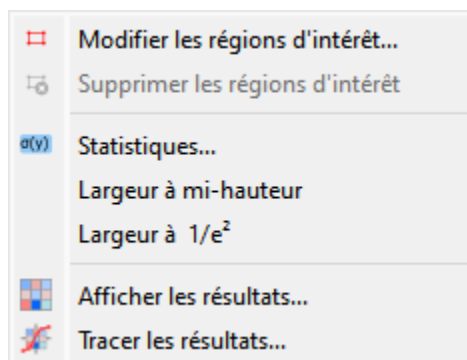 Modifier les régions d'intérêt...
Supprimer les régions d'intérêt
σ(y) Statistiques...
Largeur à mi-hauteur
Largeur à 1/e²
Afficher les résultats...
Tracer les résultats...